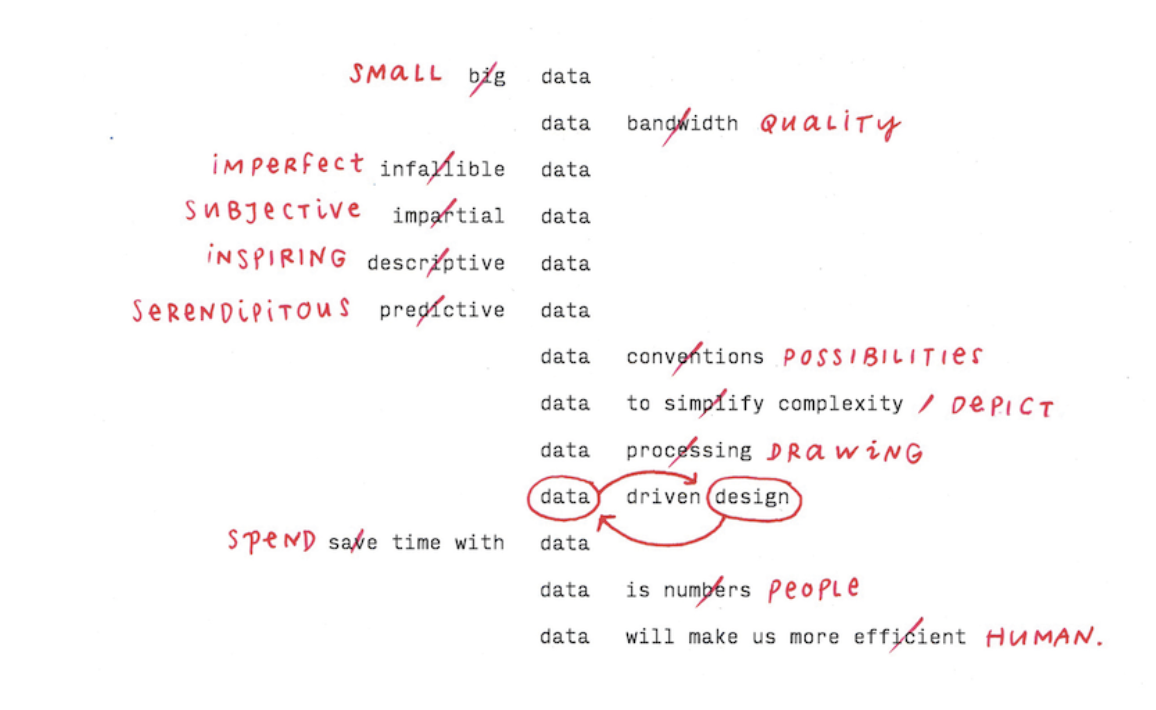 SMALL big data
data bandwidth QUALITY
iMPeRfect infallible data
SUBJecTive impartial data
iNSPIRING descriptive data
SeReNDiPiTOUS predictive data
data conventions POSSIBILITIes
data to simplify complexity / DePICT
data processing DRawiNG
data driven design
SPeND save time with data
data is numbers PeoPLe
data will make us more efficient HUMAN.